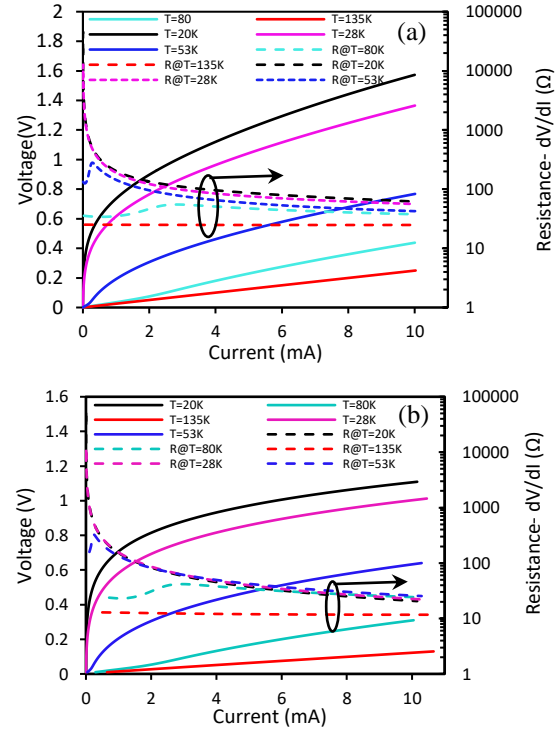 (a)
T=80 T=135K
T=20K T=28K
T=53K R@T=80K
R@T=135K R@T=20K
R@T=28K R@T=53K
Voltage(V)
2
1.8
1.6
1.4
1.2
1
0.8
0.6
0.4
0.2
0
100000
10000
1000
100
10
1
Resistance- dV/dI (Ω)
0 2 4 6 8 10
Current (mA)
(b)
T=20K T=80K
T=135K T=28K
T=53K R@T=20K
R@T=80K R@T=135K
R@T=28K R@T=53K
Voltage (V)
1.6
1.4
1.2
1
0.8
0.6
0.4
0.2
0
100000
10000
1000
100
10
1
Resistance- dV/dI (Ω)
0 2 4 6 8 10
Current (mA)